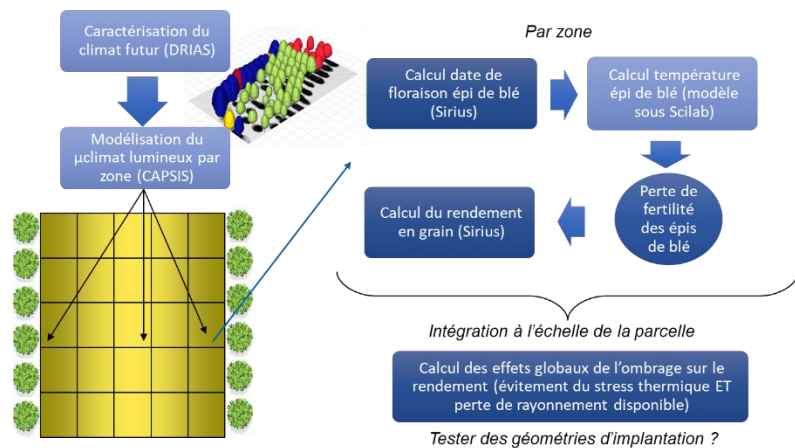 Caractérisation du
climat futur (DRIAS)
Modélisation du
µclimat lumineux par
zone (CAPSIS)
Par zone
Calcul date de
floraison épi de blé
(Sirius)
Calcul température
épi de blé (modèle
sous Scilab)
Perte de
fertilité
des épis
de blé
Calcul du rendement
en grain (Sirius)
Intégration à l'échelle de la parcelle
Calcul des effets globaux de l'ombrage sur le
rendement (évitement du stress thermique ET
perte de rayonnement disponible)
Tester des géométries d'implantation ?